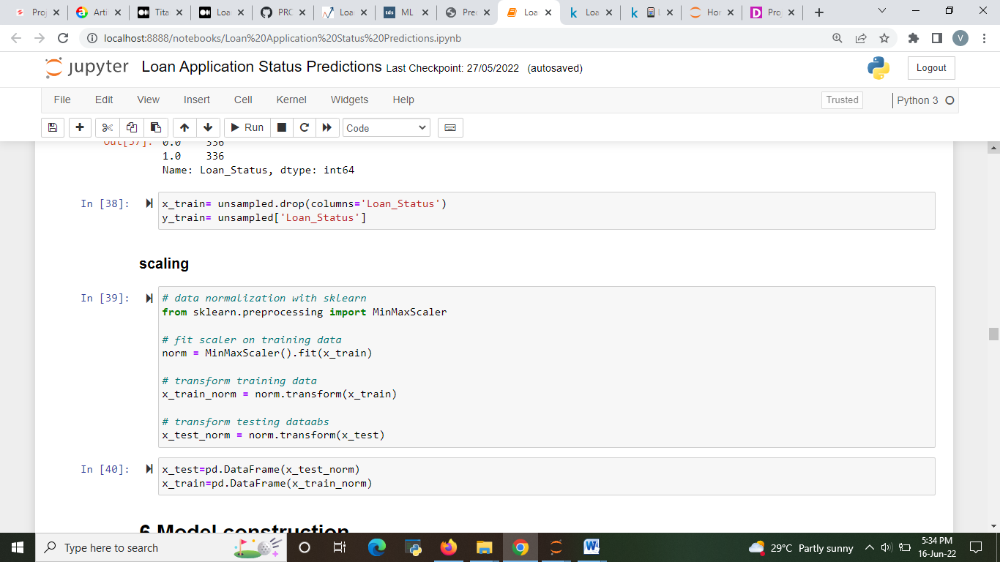 Proj
Arti
Tita
Loa
PRC
Loa
tds
ML
Prec
Loa
k
Loa
k
L
Hor
D
Proj
localhost:8888/notebooks/Loan%20Application%20Status%20Predictions.ipynb
V
jupyter Loan Application Status Predictions Last Checkpoint: 27/05/2022 (autosaved)
Logout
File Edit View Insert Cell Kernel Widgets Help
Trusted
Python 3
Run
Code
Out[37]: 0.0 336
1.0 336
Name: Loan_Status, dtype: int64
In [38]: x_train= unsampled.drop(columns='Loan_Status')
y_train= unsampled['Loan_Status']
scaling
In [39]: # data normalization with sklearn
from sklearn.preprocessing import MinMaxScaler
# fit scaler on training data
norm = MinMaxScaler().fit(x_train)
# transform training data
x_train_norm = norm.transform(x_train)
# transform testing dataabs
x_test_norm = norm.transform(x_test)
In [40]: x_test=pd.DataFrame(x_test_norm)
x_train=pd.DataFrame(x_train_norm)
6 Model construction
Type here to search
29°C Partly sunny
5:34 PM
16-Jun-22